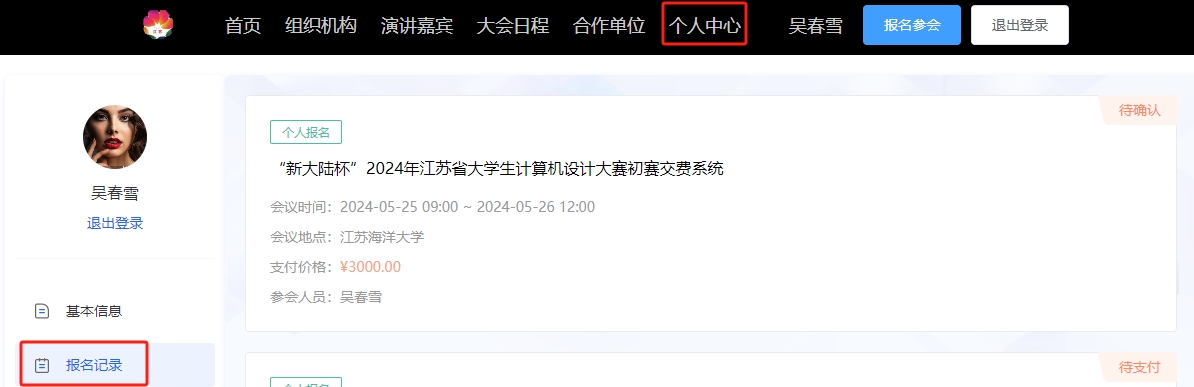 首页 组织机构 演讲嘉宾 大会日程 合作单位 个人中心 吴春雪 报名参会 退出登录
吴春雪
退出登录
基本信息
报名记录
待确认
个人报名
“新大陆杯”2024年江苏省大学生计算机设计大赛初赛交费系统
会议时间：2024-05-25 09:00 ~ 2024-05-26 12:00
会议地点：江苏海洋大学
支付价格：¥3000.00
参会人员：吴春雪
待支付
个人报名